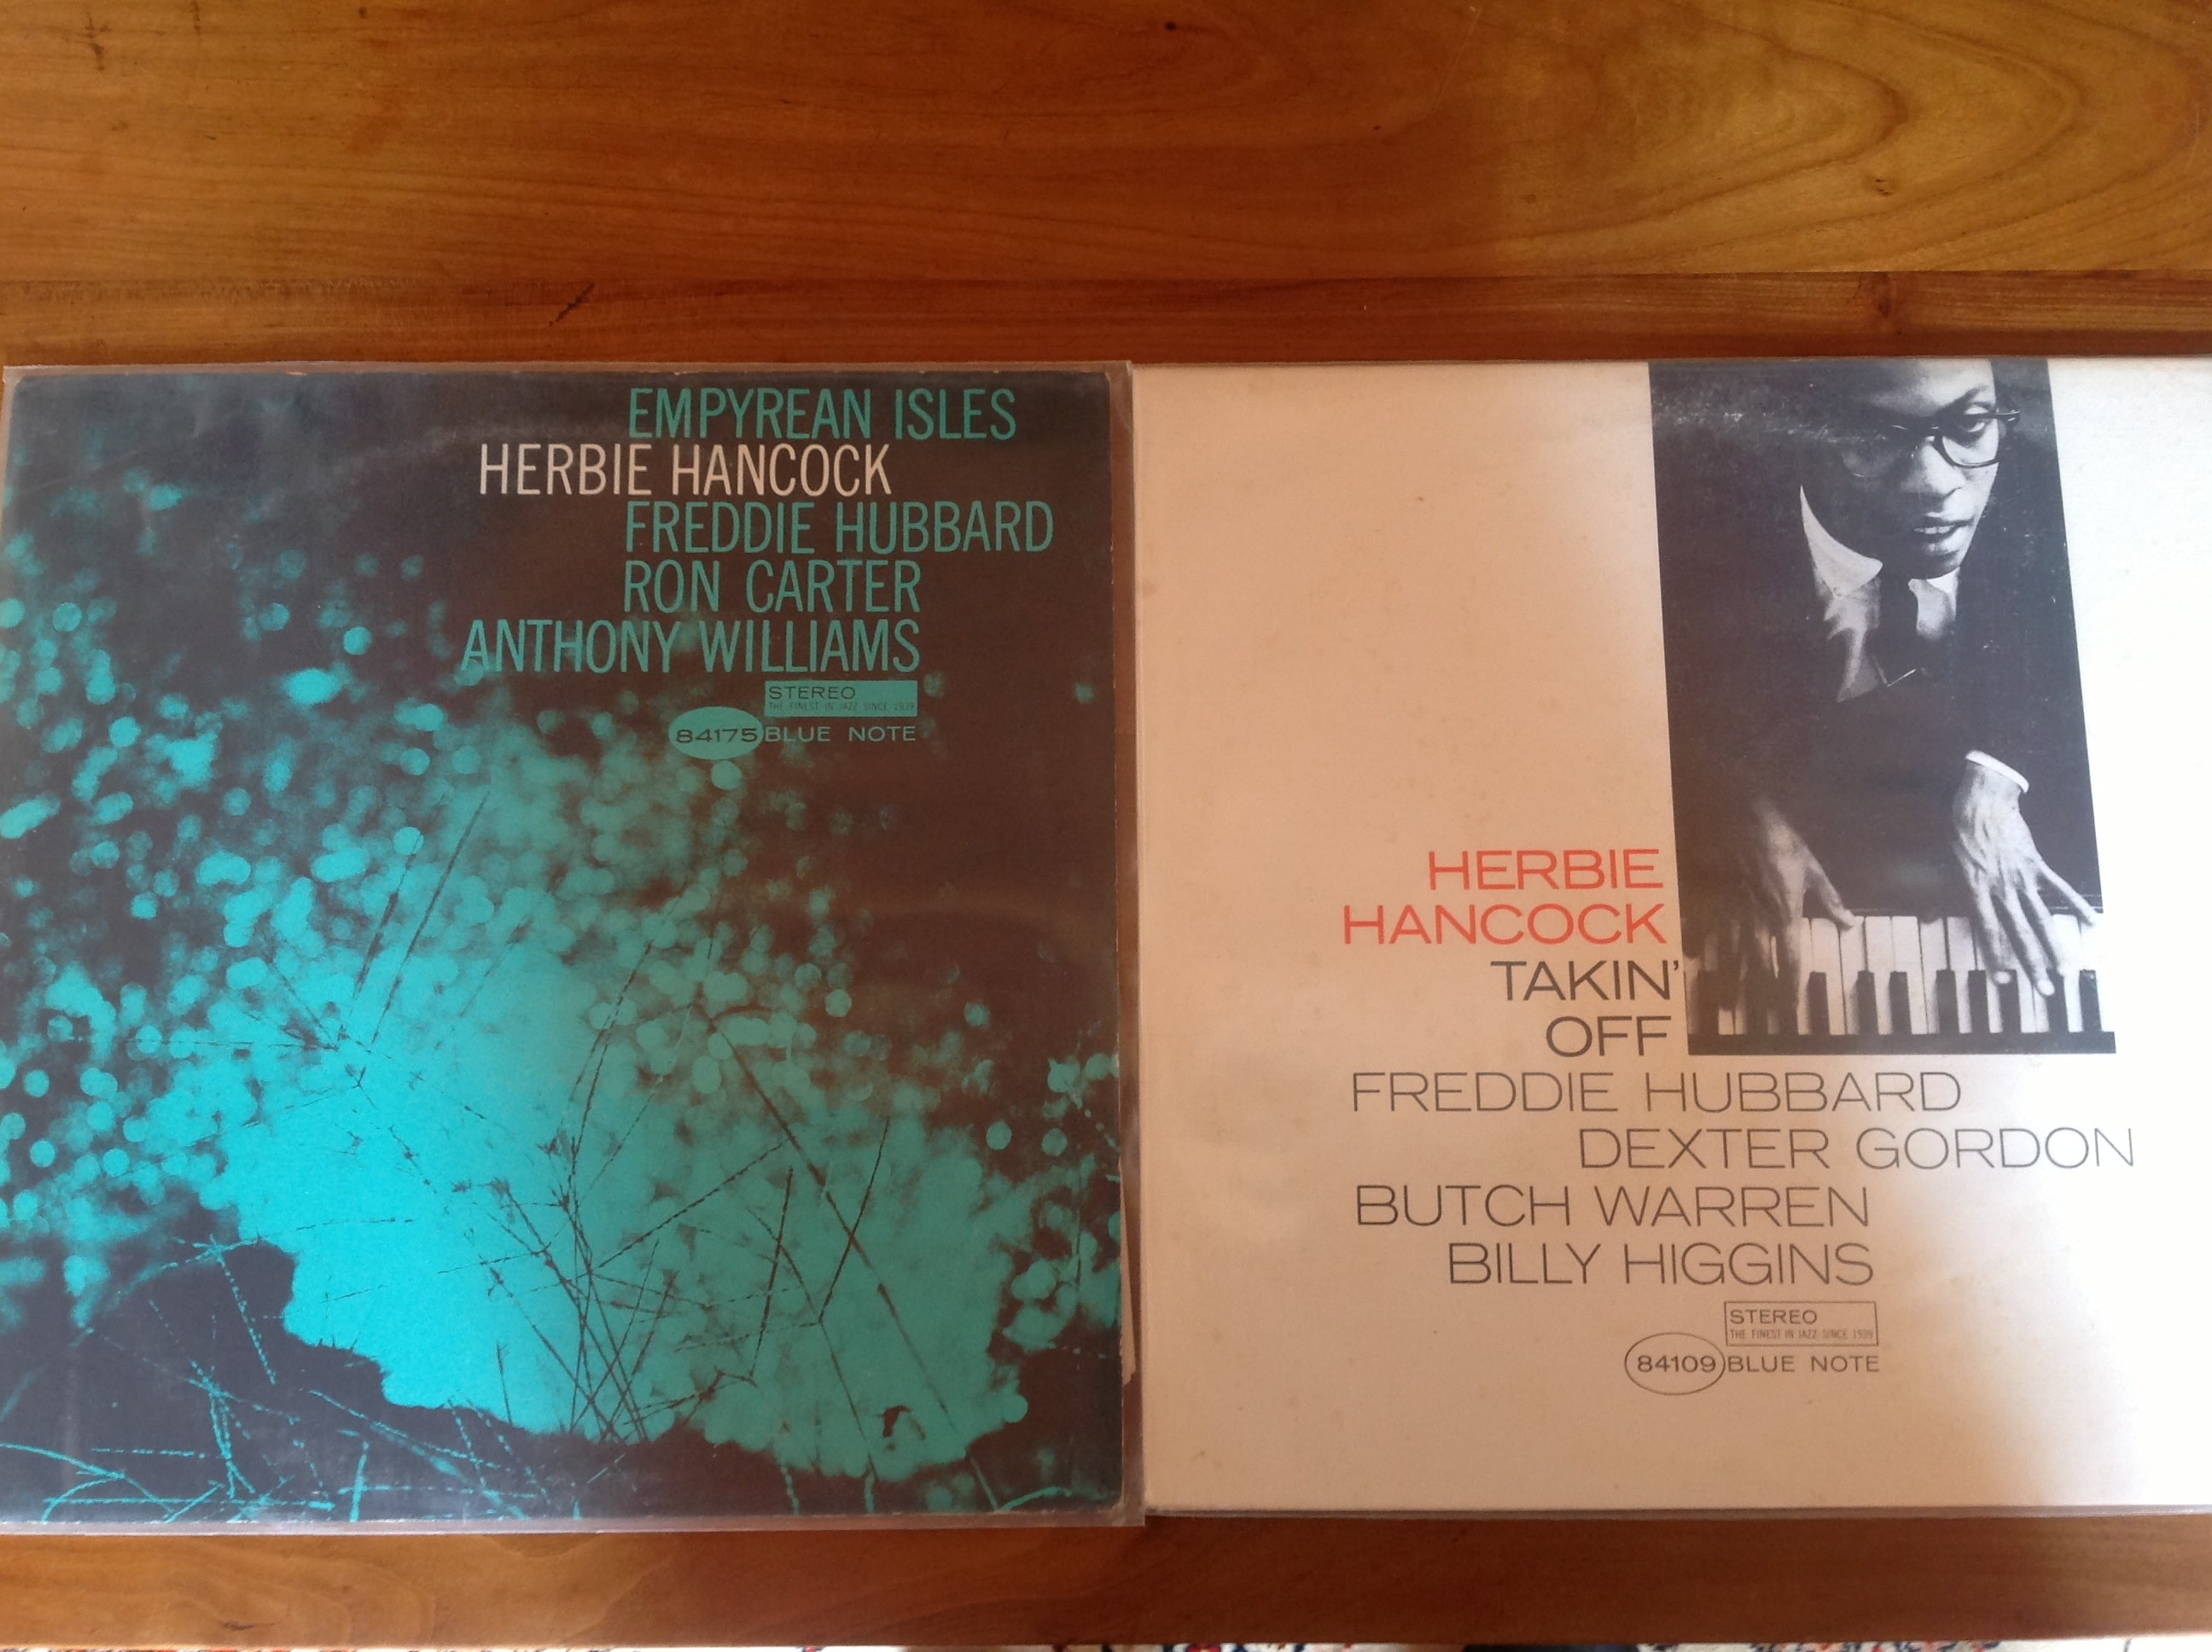 EMPYREAN ISLES
HERBIE HANCOCK
FREDDIE HUBBARD
RON CARTER
ANTHONY WILLIAMS
STEREO
THE FINEST IN JAZZ SINCE 1939
84175 BLUE NOTE
HERBIE
HANCOCK
TAKIN'
OFF
FREDDIE HUBBARD
DEXTER GORDON
BUTCH WARREN
BILLY HIGGINS
STEREO
THE FINEST IN JAZZ SINCE 1939
84109 BLUE NOTE